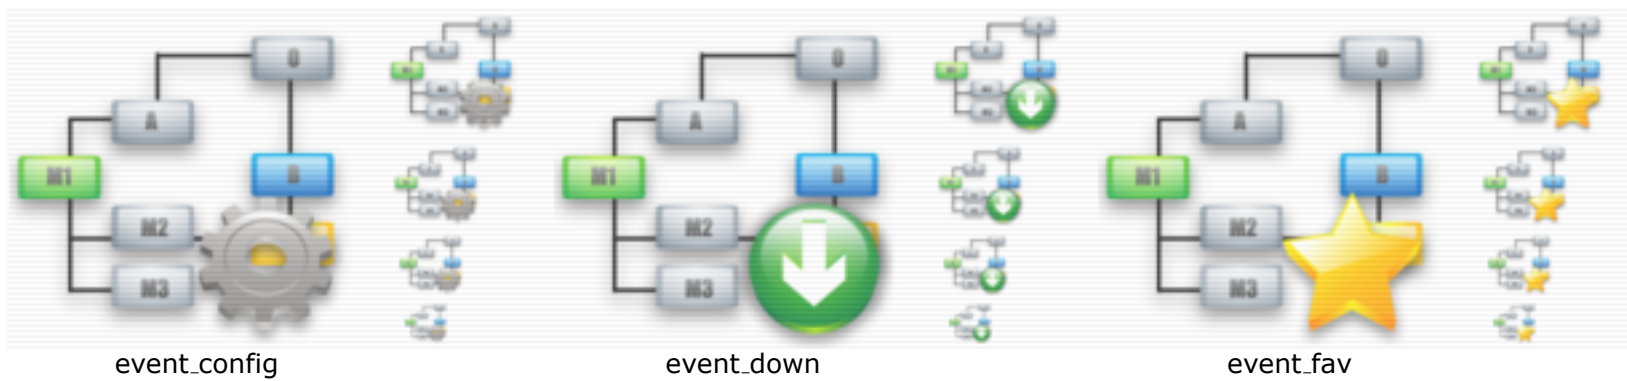 O
A
M1
B
M2
M3
event_config
O
A
M1
B
M2
M3
event_down
O
A
M1
B
M2
M3
event_fav